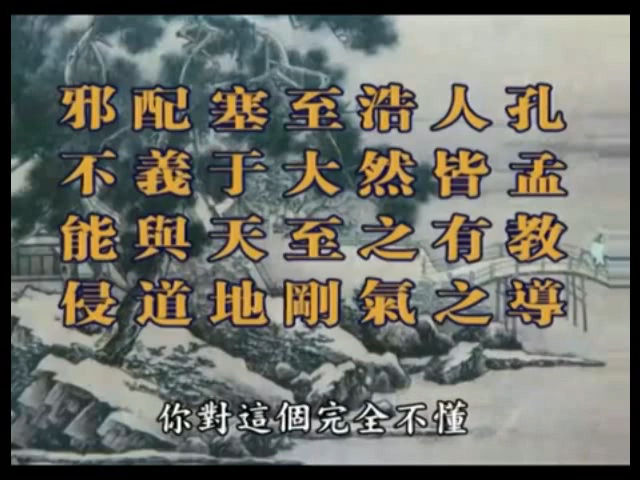 孔孟教導
人皆有之
浩然之氣
至大至剛
塞于天地
配義與道
邪不能侵
你對這個完全不懂